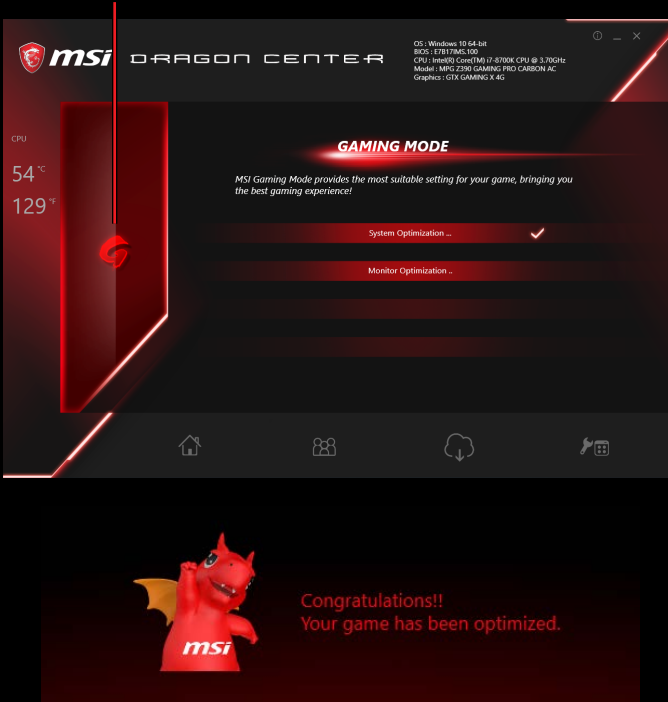 msi DRAGON CENTER
OS : Windows 10 64-bit
BIOS : E7B17IMS.100
CPU : Intel(R) Core(TM) i7-8700K CPU @ 3.70GHz
Model : MPG Z390 GAMING PRO CARBON AC
Graphics : GTX GAMING X 4G
CPU
54 °C
129 °F
GAMING MODE
MSI Gaming Mode provides the most suitable setting for your game, bringing you
the best gaming experience!
System Optimization ...
Monitor Optimization ..
Congratulations!!
Your game has been optimized.
msi